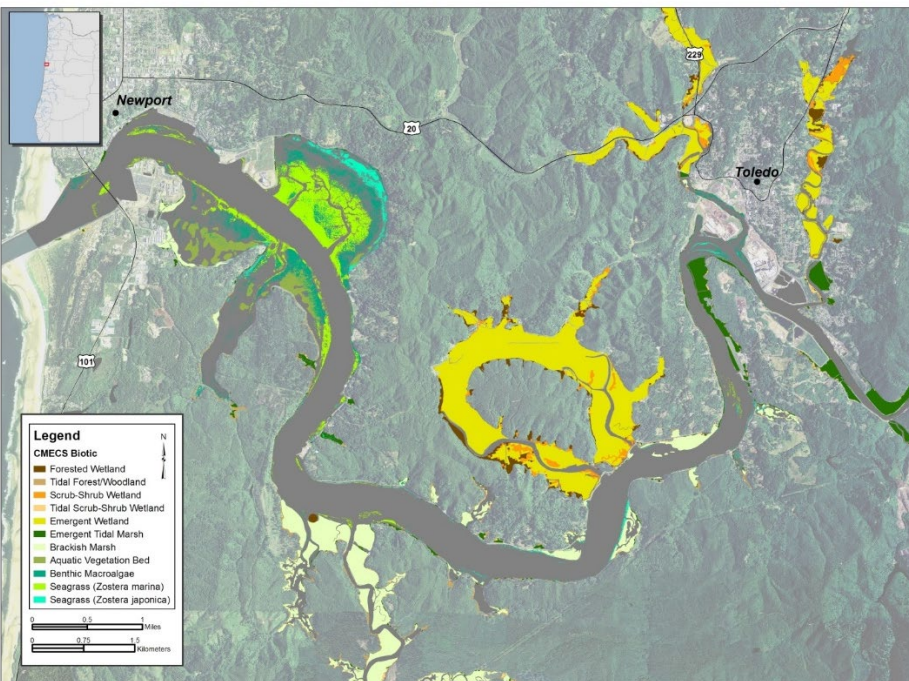 Newport
229
20
Toledo
101
Legend
CMECS Biotic
N
Forested Wetland
Tidal Forest/Woodland
Scrub-Shrub Wetland
Tidal Scrub-Shrub Wetland
Emergent Wetland
Emergent Tidal Marsh
Brackish Marsh
Aquatic Vegetation Bed
Benthic Macroalgae
Seagrass (Zostera marina)
Seagrass (Zostera japonica)
0 0.5 1
Miles
0 0.75 1.5
Kilometers